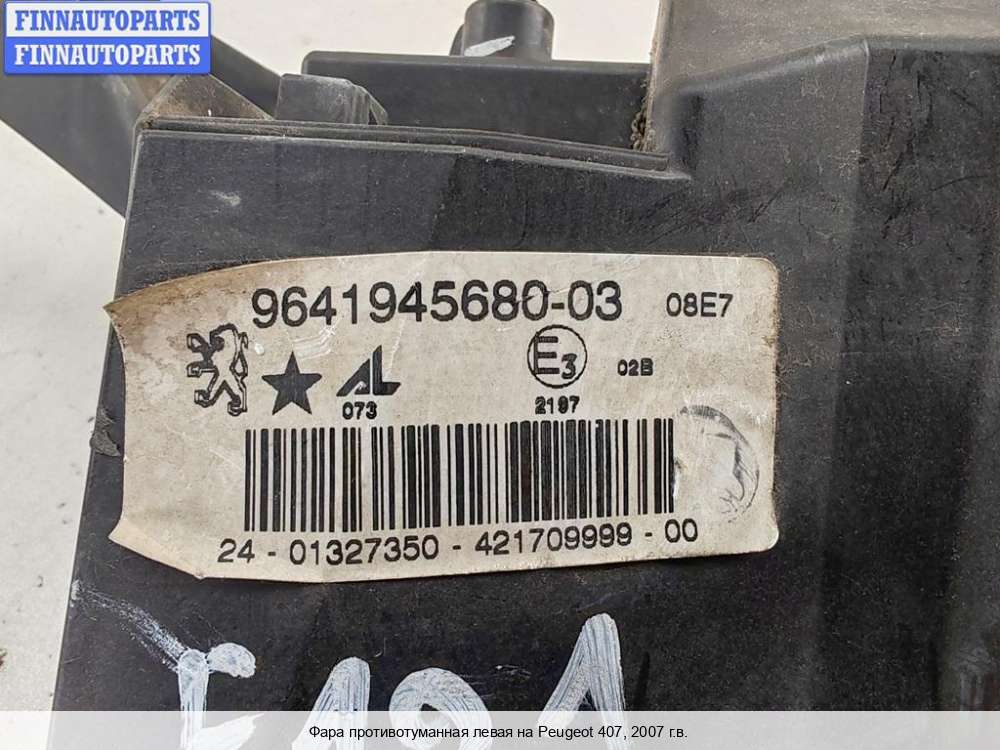 FINNAUTOPARTS
FINNAUTOPARTS
9641945680-03 08E7
AL E3 02B
073 2197
24 - 01327350 - 421709999 - 00
Фара противотуманная левая на Peugeot 407, 2007 г.в.